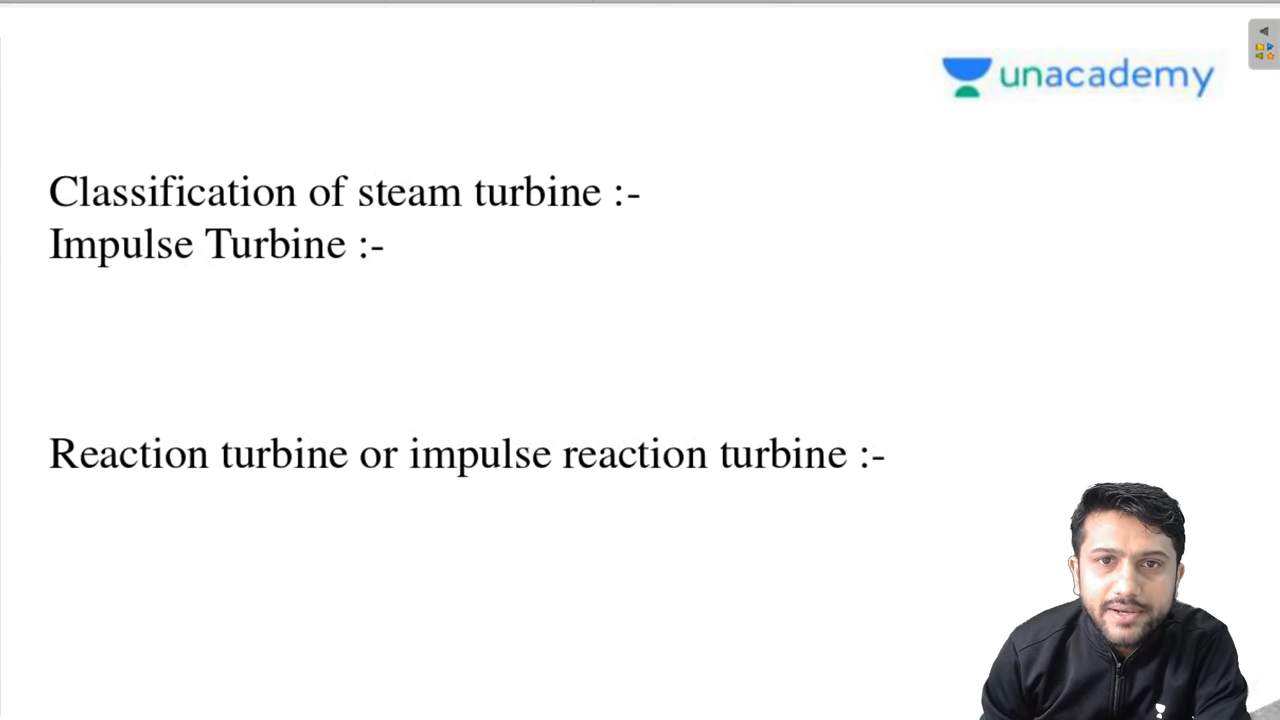 unacademy
Classification of steam turbine :-
Impulse Turbine :-
Reaction turbine or impulse reaction turbine :-